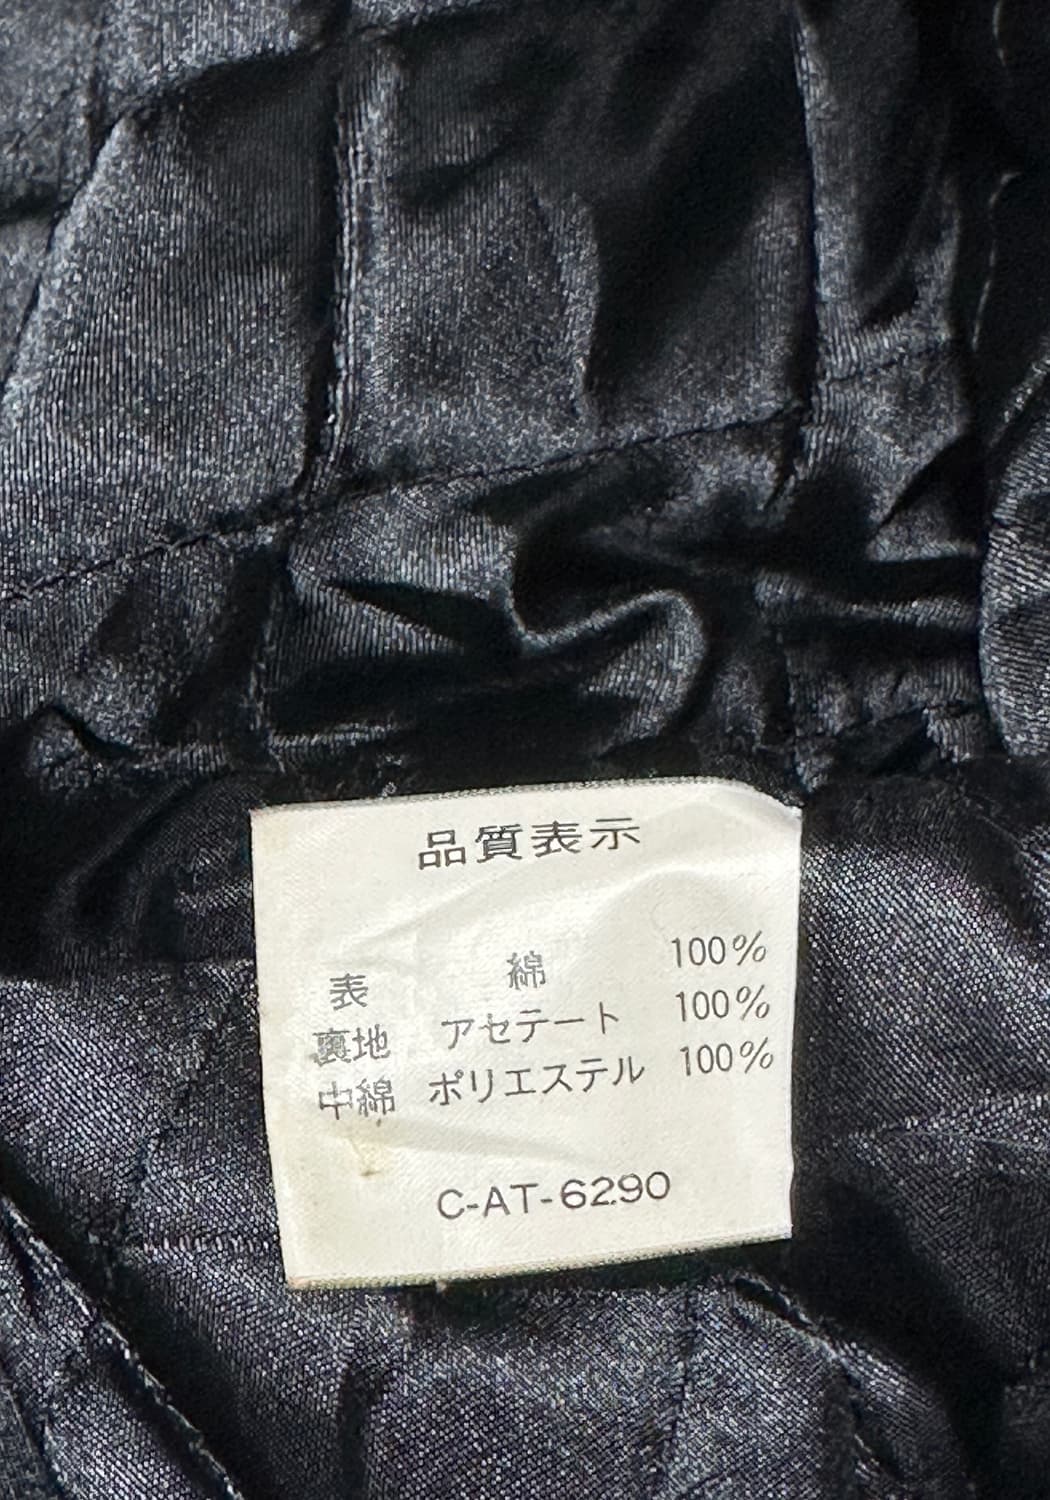 品質表示
表 綿 100%
裏地 アセテート 100%
中綿 ポリエステル 100%
C-AT-6290